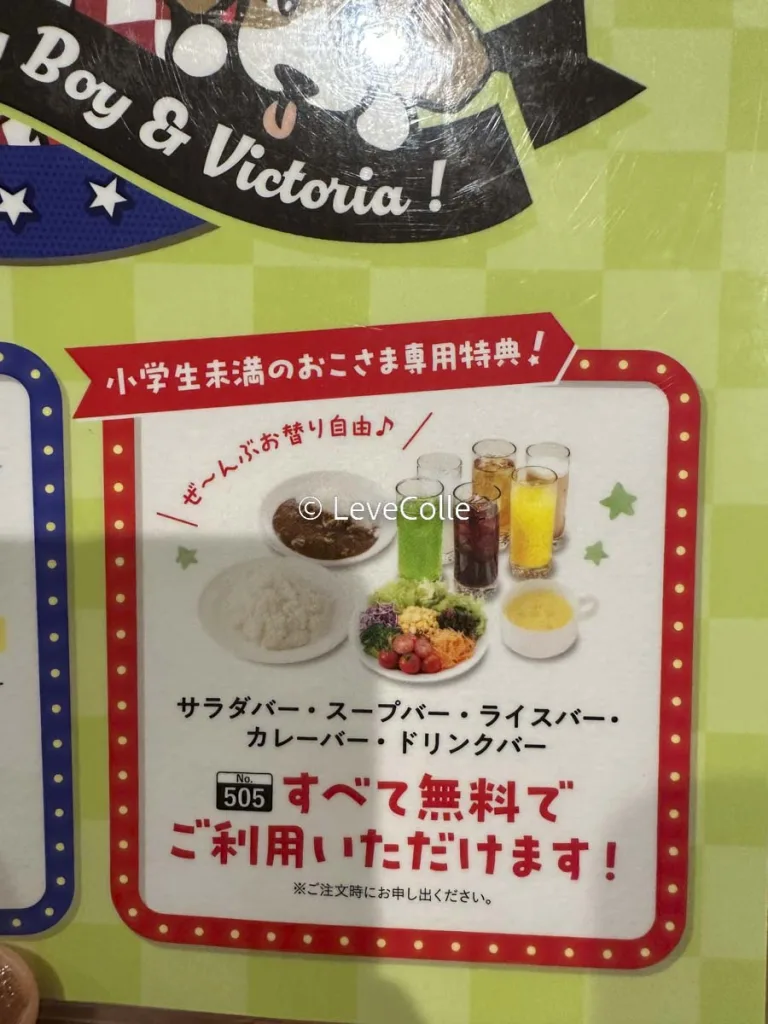 Boy & Victoria!
小学生未満のおこさま専用特典!
ぜ〜んぶお替り自由♪
© LeveColle
サラダバー・スープバー・ライスバー・
カレーバー・ドリンクバー
No.
505 すべて無料で
ご利用いただけます!
※ご注文時にお申し出ください。